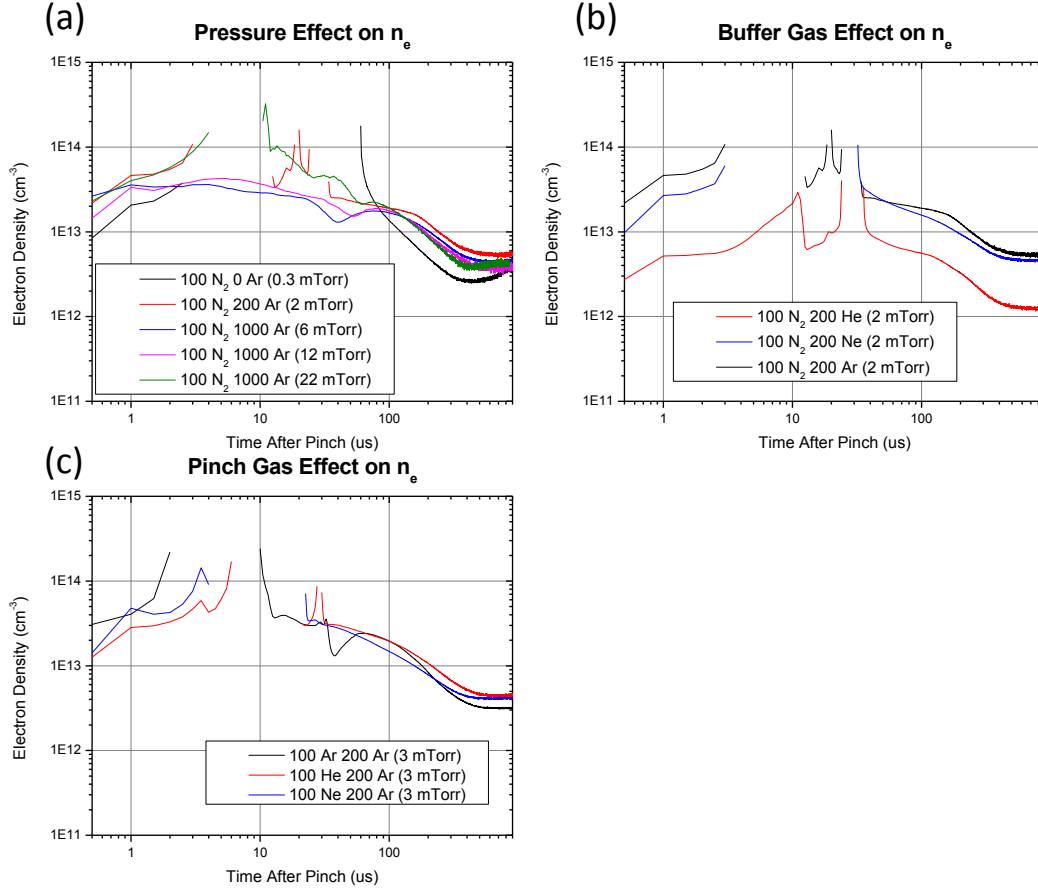 (a)
Pressure Effect on nₑ
1E15
1E14
1E13
1E12
1E11
Electron Density (cm⁻³)
100 N₂ 0 Ar (0.3 mTorr)
100 N₂ 200 Ar (2 mTorr)
100 N₂ 1000 Ar (6 mTorr)
100 N₂ 1000 Ar (12 mTorr)
100 N₂ 1000 Ar (22 mTorr)
1 10 100
Time After Pinch (us)
(b)
Buffer Gas Effect on nₑ
1E15
1E14
1E13
1E12
1E11
Electron Density (cm⁻³)
100 N₂ 200 He (2 mTorr)
100 N₂ 200 Ne (2 mTorr)
100 N₂ 200 Ar (2 mTorr)
1 10 100
Time After Pinch (us)
(c)
Pinch Gas Effect on nₑ
1E15
1E14
1E13
1E12
1E11
Electron Density (cm⁻³)
100 Ar 200 Ar (3 mTorr)
100 He 200 Ar (3 mTorr)
100 Ne 200 Ar (3 mTorr)
1 10 100
Time After Pinch (us)